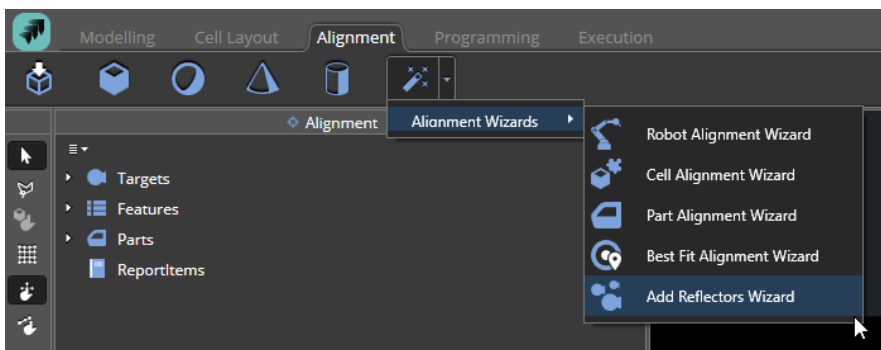 Modelling Cell Layout Alignment Programming Execution
Alignment
Alignment Wizards
Robot Alignment Wizard
Cell Alignment Wizard
Part Alignment Wizard
Best Fit Alignment Wizard
Add Reflectors Wizard
Targets
Features
Parts
ReportItems